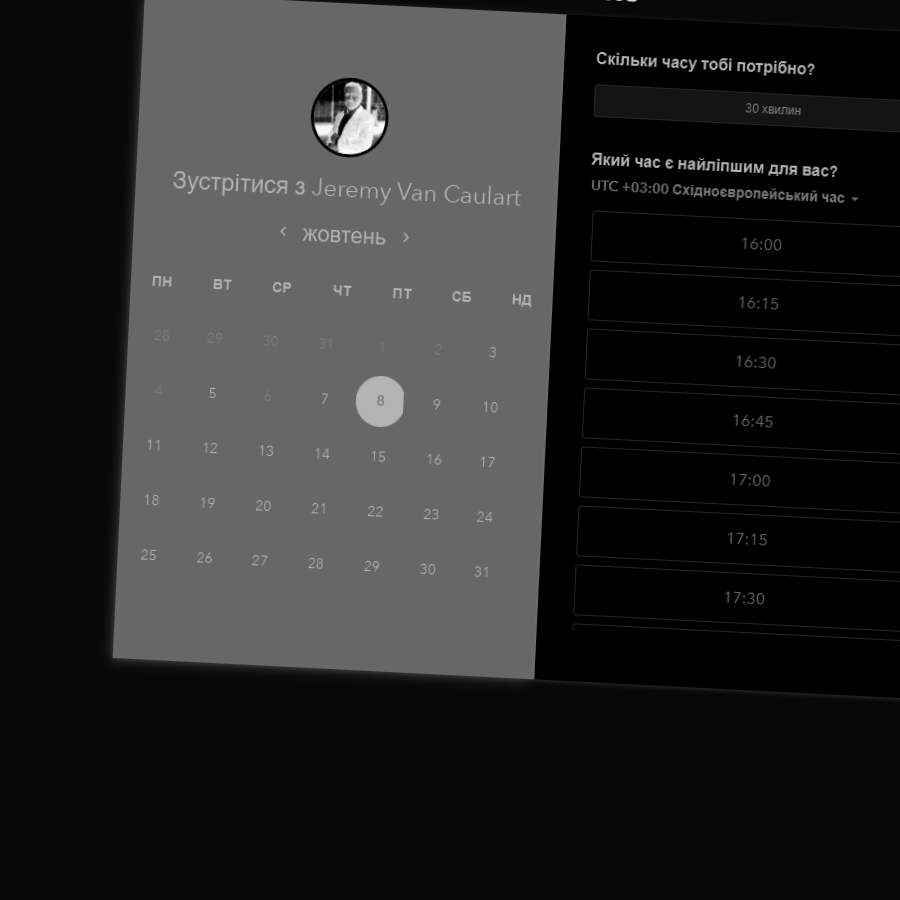 Зустрітися з Jeremy Van Caulart
жовтень
ПН ВТ СР ЧТ ПТ СБ НД
28 29 30 31 1 2 3
4 5 6 7 8 9 10
11 12 13 14 15 16 17
18 19 20 21 22 23 24
25 26 27 28 29 30 31
Скільки часу тобі потрібно?
30 хвилин
Який час є найліпшим для вас?
UTC +03:00 Східноєвропейський час
16:00
16:15
16:30
16:45
17:00
17:15
17:30